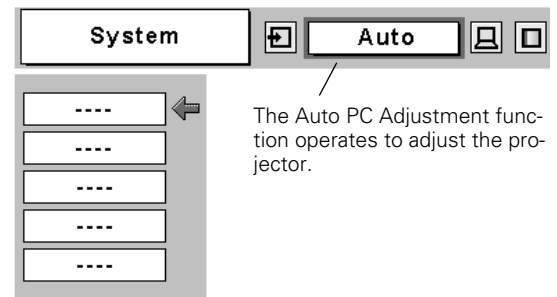 System
Auto
The Auto PC Adjustment func-
tion operates to adjust the pro-
jector.
----
----
----
----
----